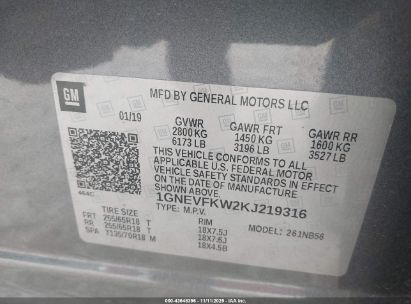 GM
MFD BY GENERAL MOTORS LLC
01/19
GVWR GAWR FRT GAWR RR
2800 KG 1450 KG 1600 KG
6173 LB 3196 LB 3527 LB
THIS VEHICLE CONFORMS TO ALL
APPLICABLE U.S. FEDERAL MOTOR
VEHICLE SAFETY STANDARDS IN EFFECT
ON THE DATE OF MANUFACTURE
SHOWN ABOVE.
1GNEVFKW2KJ219316
TYPE: M.P.V. MODEL: 261NB56
TIRE SIZE RIM
FRT 255/65R18 T 18X7.5J
RR 255/65R18 T
SPA T135/70R18 M 18X4.5B